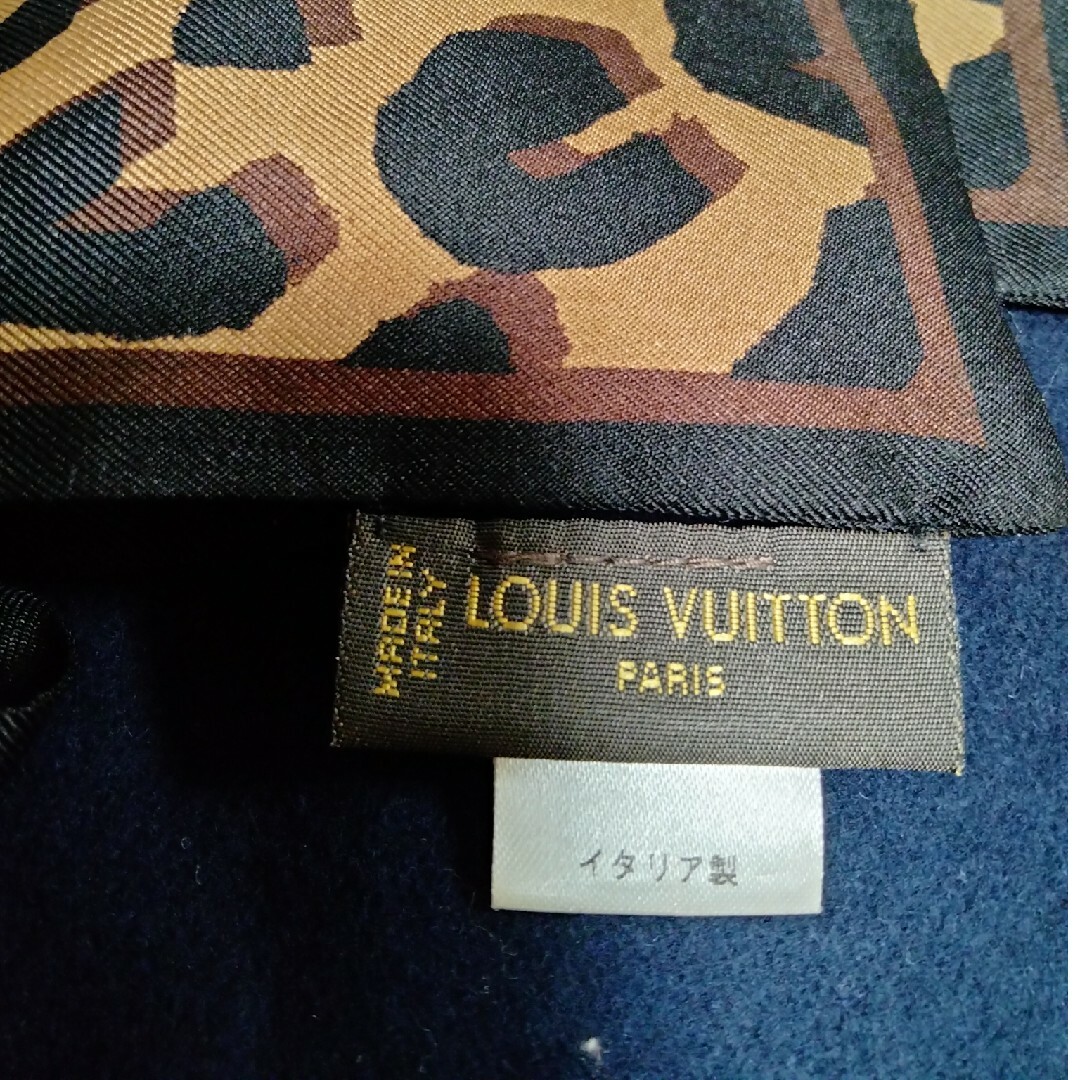 MADE IN
ITALY
LOUIS VUITTON
PARIS
イタリア製